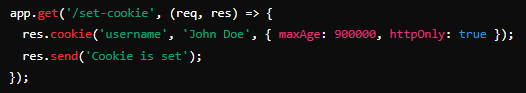 app.get('/set-cookie', (req, res) => {
  res.cookie('username', 'John Doe', { maxAge: 900000, httpOnly: true });
  res.send('Cookie is set');
});